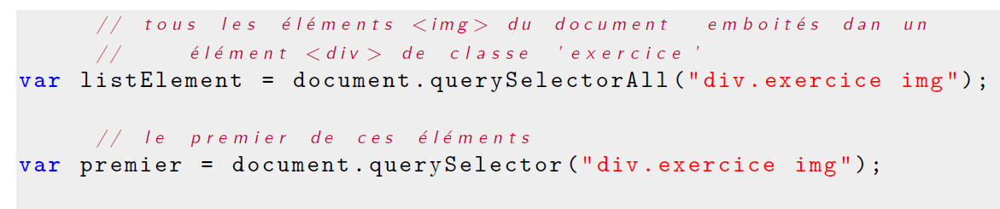 // tous les éléments <img> du document emboités dan un
// élément <div> de classe 'exercice'
var listElement = document.querySelectorAll("div.exercice img");
// le premier de ces éléments
var premier = document.querySelector("div.exercice img");